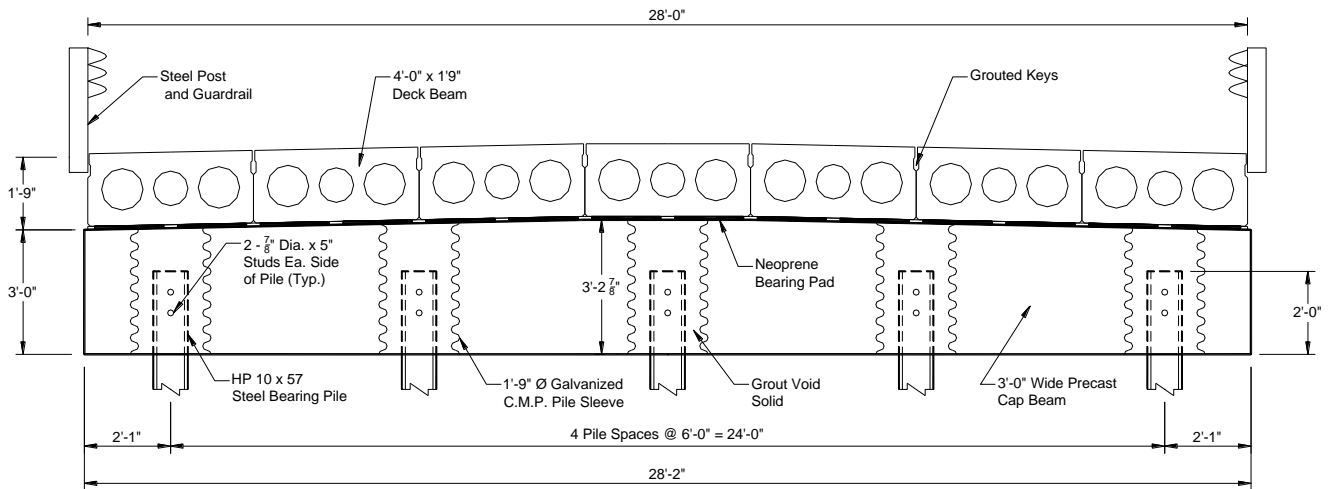 28'-0"
Steel Post
and Guardrail
4'-0" x 1'9"
Deck Beam
Grouted Keys
1'-9"
2 - 7/8" Dia. x 5"
Studs Ea. Side
of Pile (Typ.)
3'-2 7/8"
Neoprene
Bearing Pad
3'-0"
2'-0"
HP 10 x 57
Steel Bearing Pile
1'-9" Ø Galvanized
C.M.P. Pile Sleeve
Grout Void
Solid
3'-0" Wide Precast
Cap Beam
2'-1"
4 Pile Spaces @ 6'-0" = 24'-0"
2'-1"
28'-2"